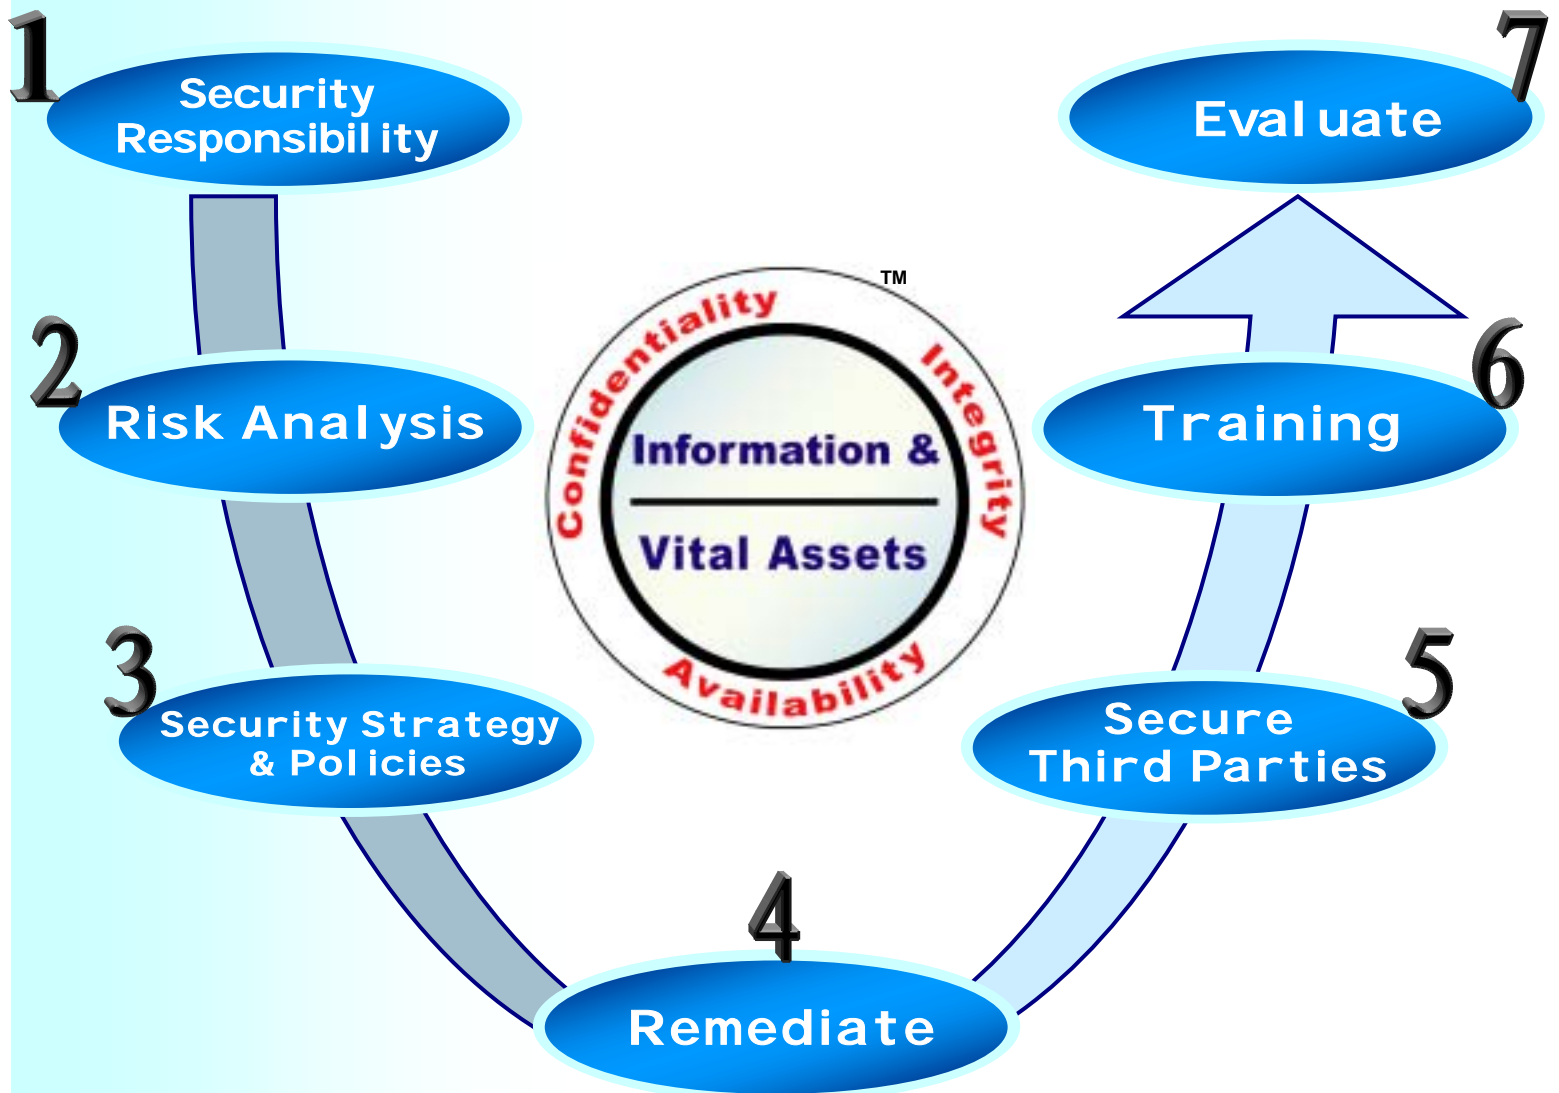 1
Security
Responsibility
2
Risk Analysis
3
Security Strategy
& Policies
4
Remediate
5
Secure
Third Parties
6
Training
7
Evaluate
TM
Confidentiality
Integrity
Availability
Information &
Vital Assets